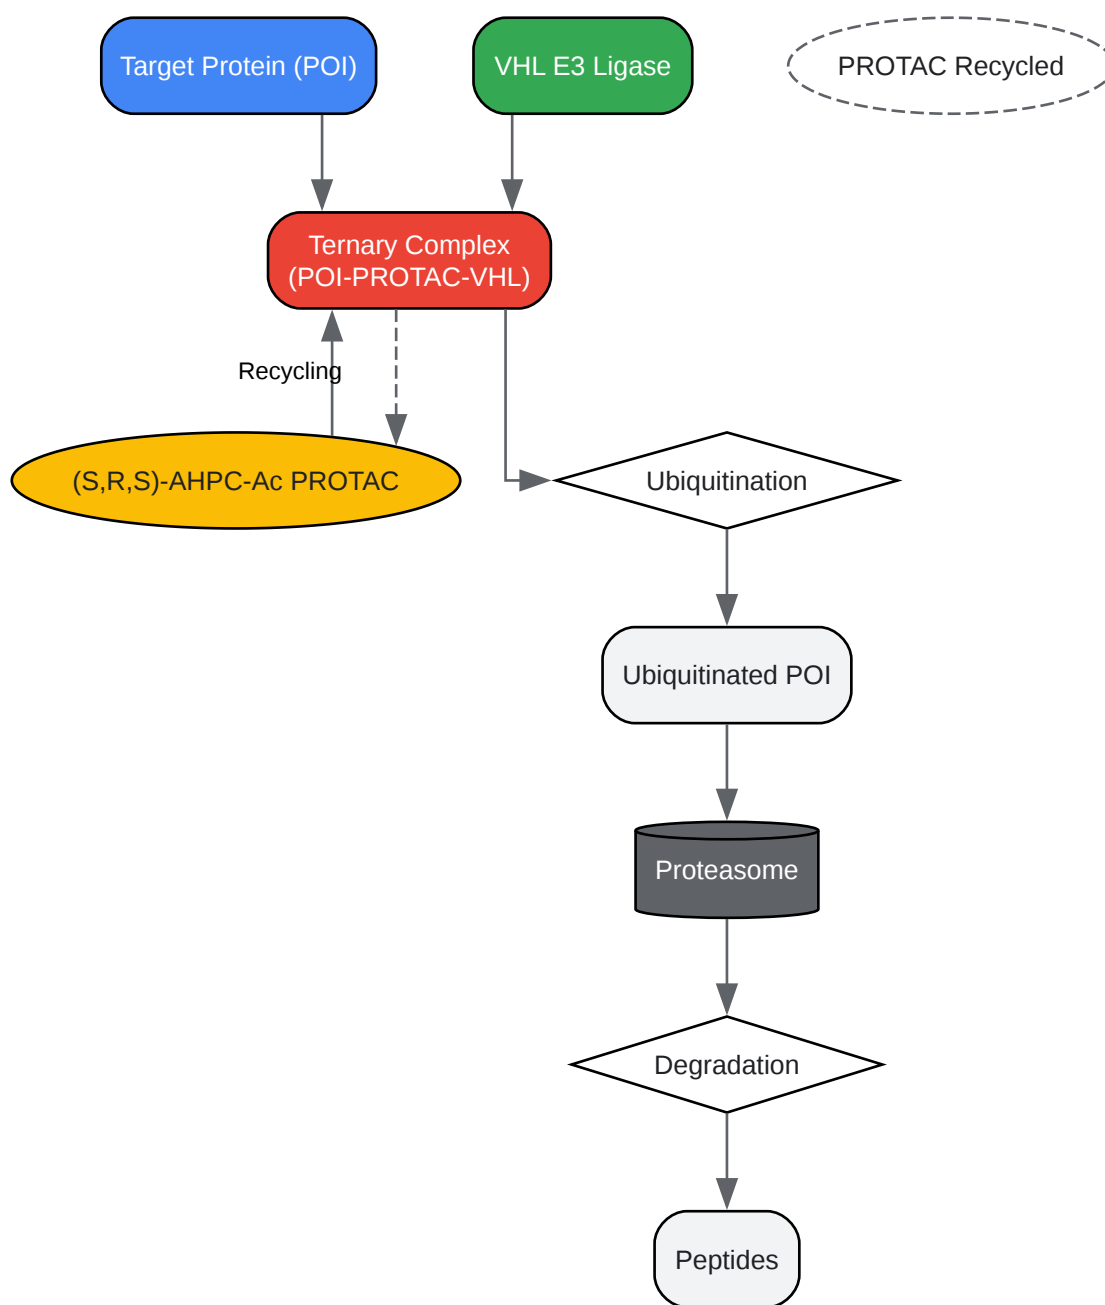 Target Protein (POI)
VHL E3 Ligase
PROTAC Recycled
Ternary Complex
(POI-PROTAC-VHL)
Recycling
(S,R,S)-AHPC-Ac PROTAC
Ubiquitination
Ubiquitinated POI
Proteasome
Degradation
Peptides